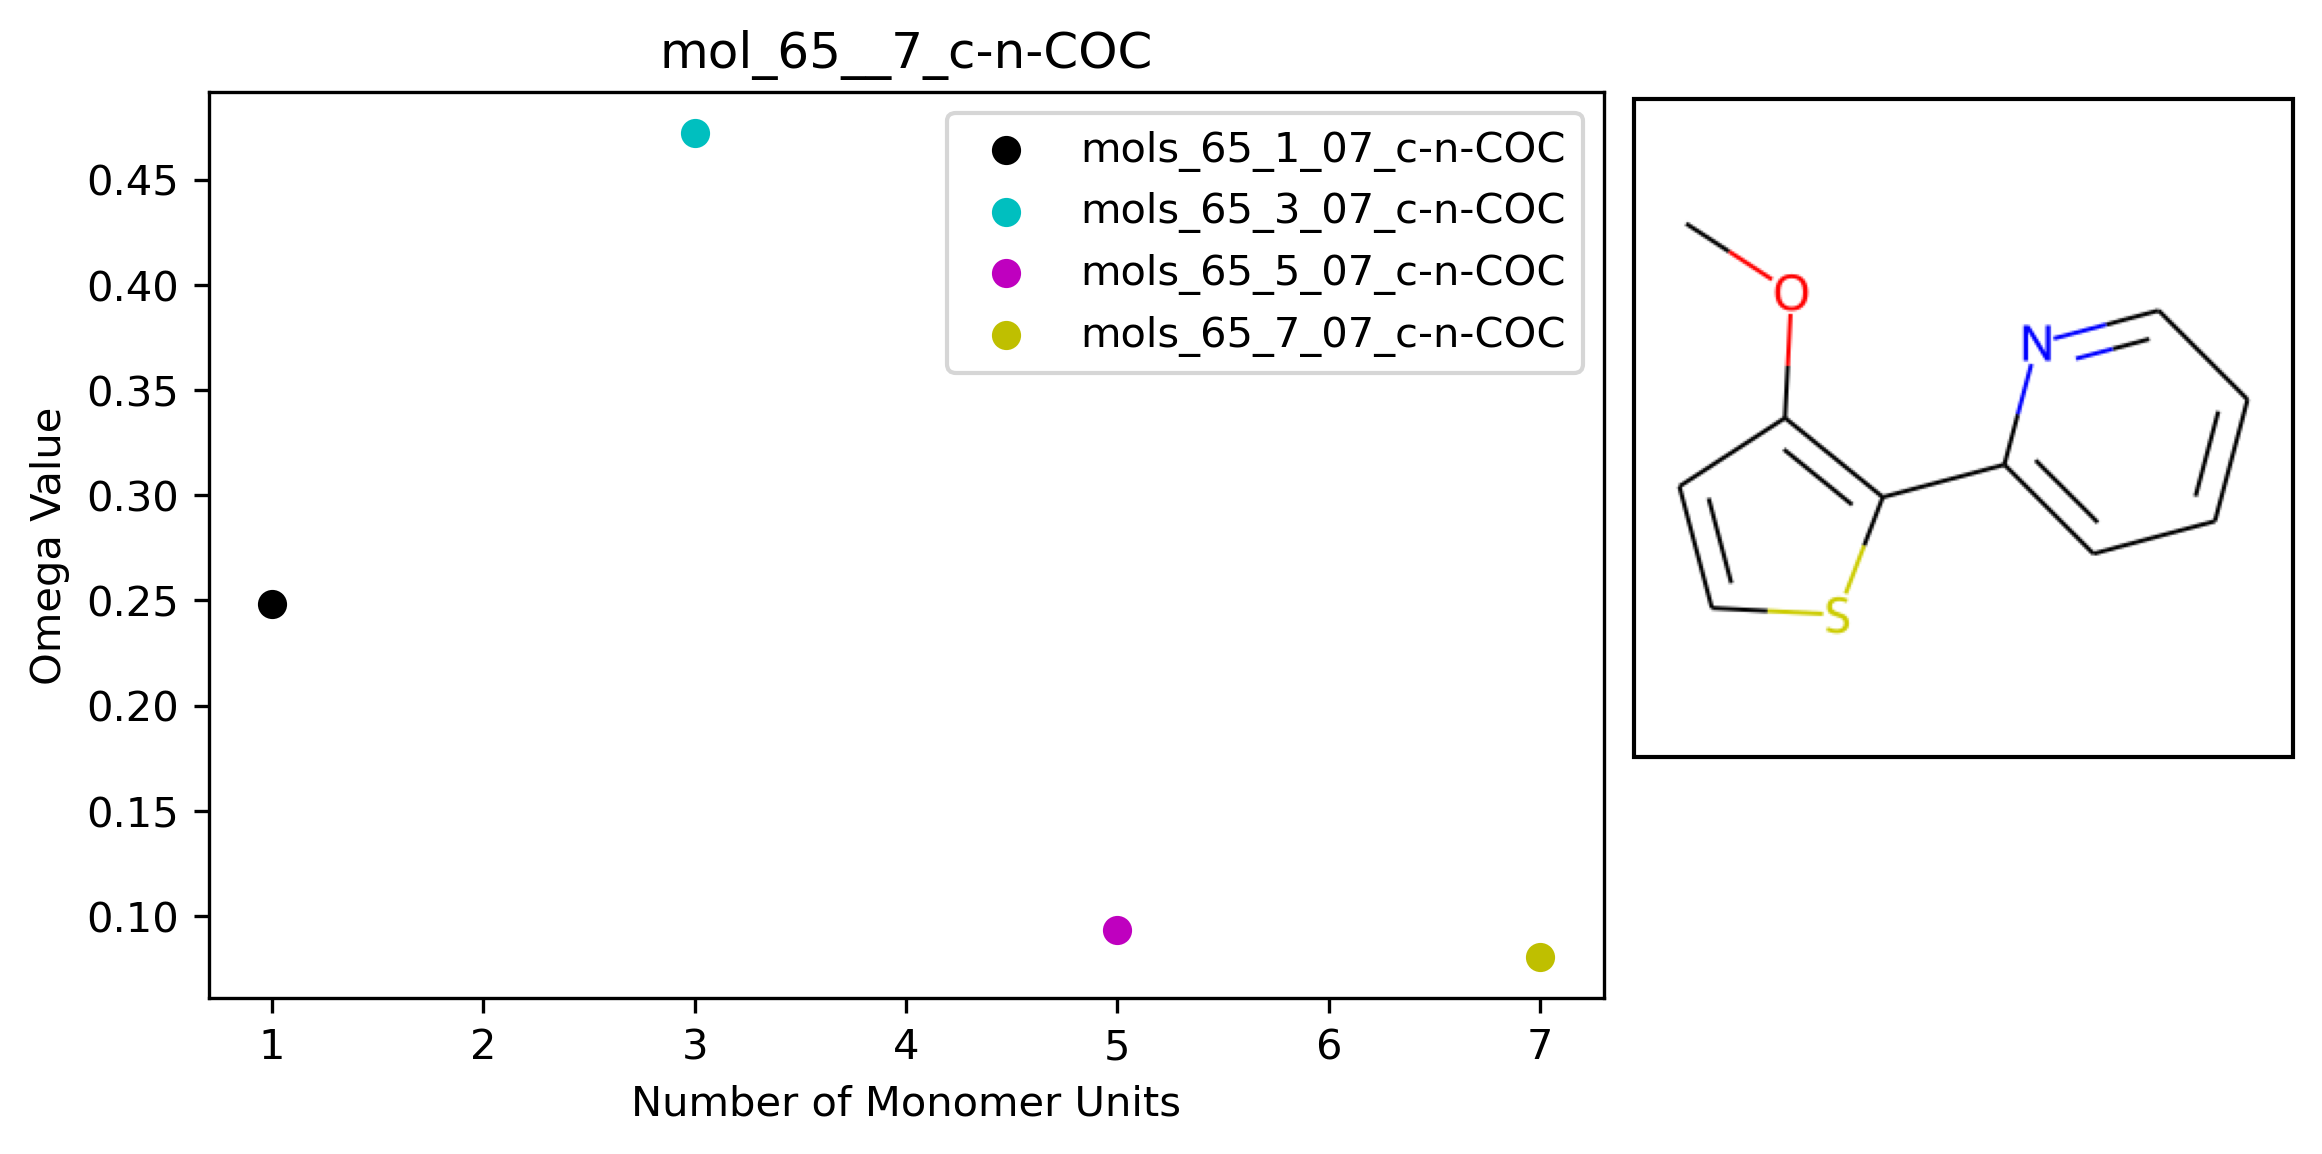 mol_65__7_c-n-COC
mols_65_1_07_c-n-COC
mols_65_3_07_c-n-COC
mols_65_5_07_c-n-COC
mols_65_7_07_c-n-COC
0.45
0.40
0.35
0.30
0.25
0.20
0.15
0.10
Omega Value
1 2 3 4 5 6 7
Number of Monomer Units
O
N
S